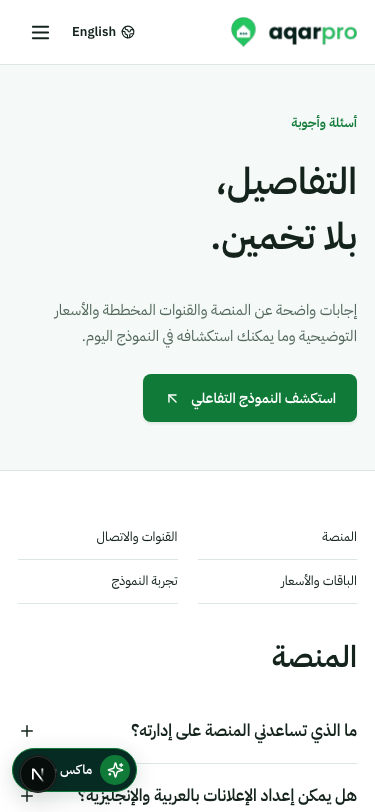 aqarpro
English
أسئلة وأجوبة
التفاصيل،
بلا تخمين.
إجابات واضحة عن المنصة والقنوات المخططة والأسعار
التوضيحية وما يمكنك استكشافه في النموذج اليوم.
استكشف النموذج التفاعلي
المنصة
القنوات والاتصال
الباقات والأسعار
تجربة النموذج
المنصة
ما الذي تساعدني المنصة على إدارته؟
هل يمكن إعداد الإعلانات بالعربية والإنجليزية؟
ماكس
N